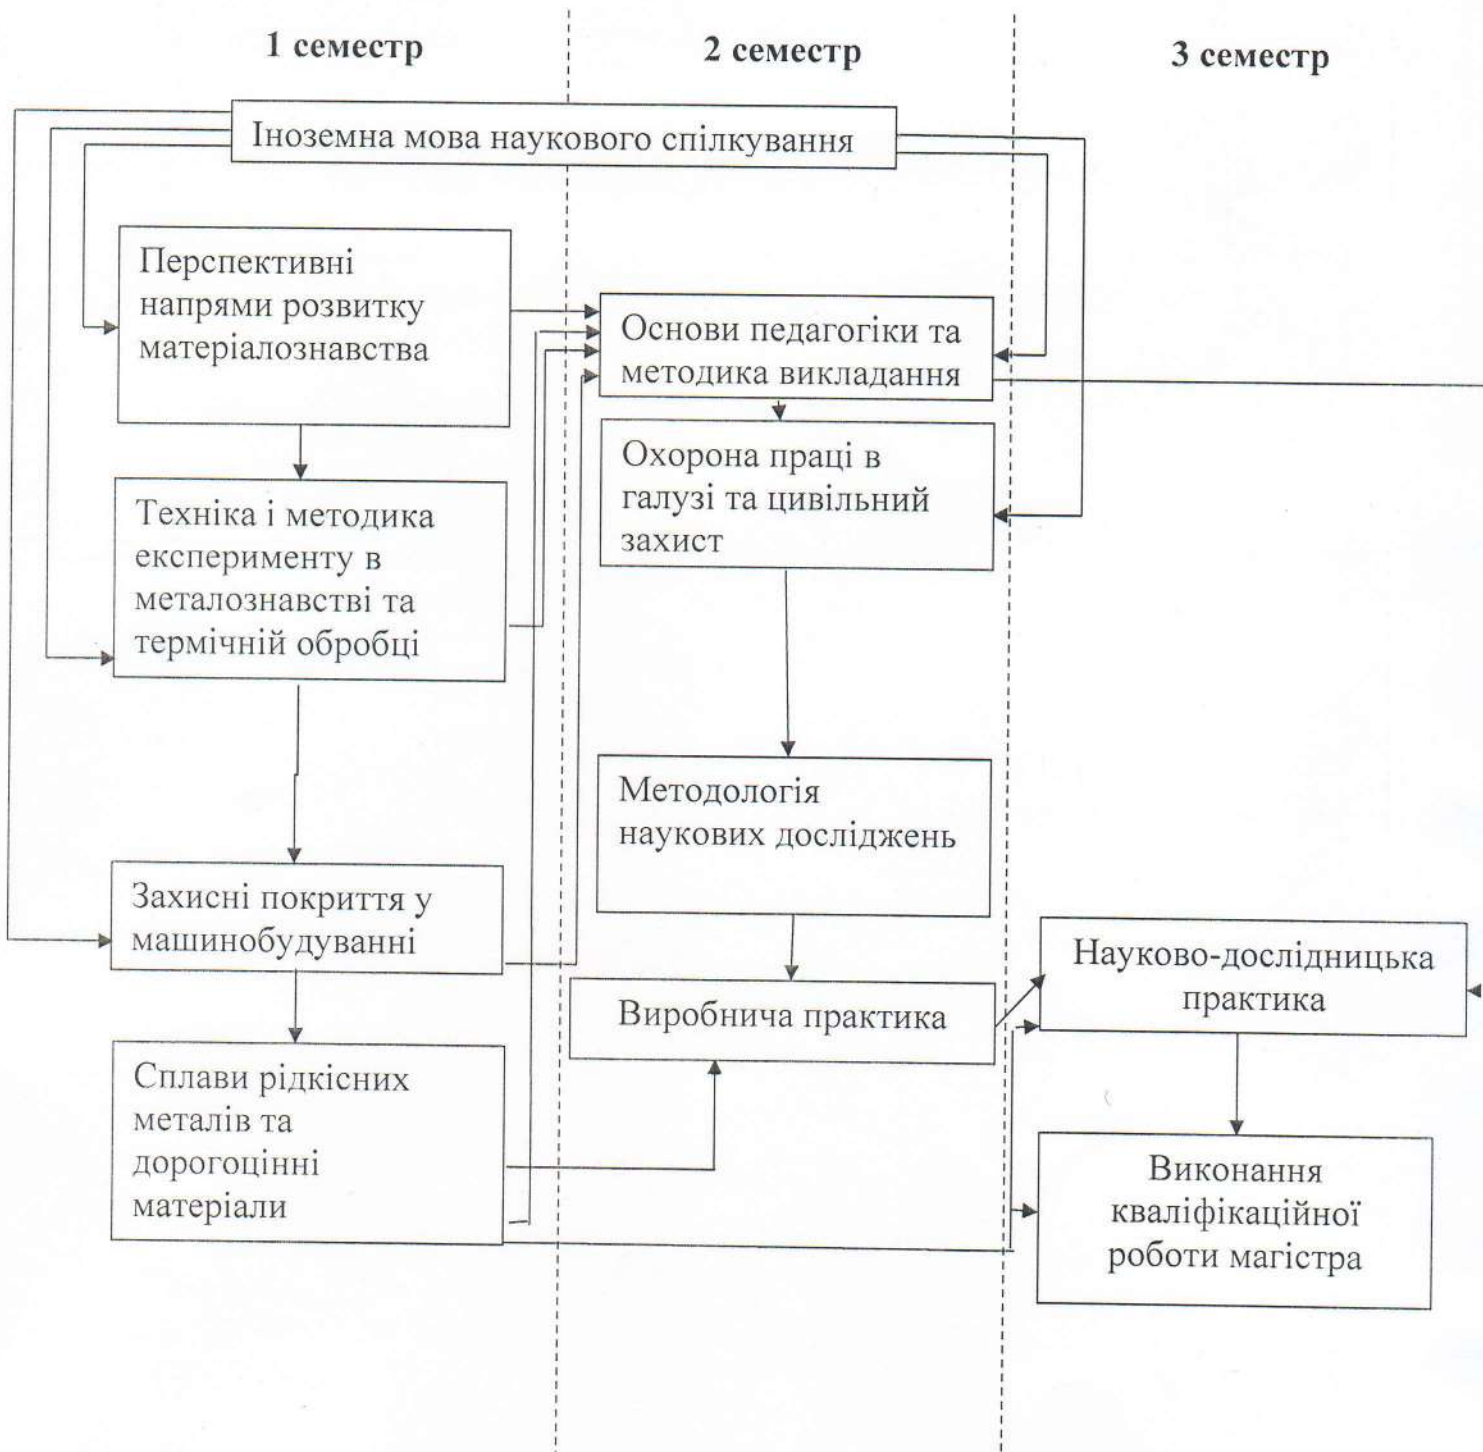 1 семестр
2 семестр
3 семестр
Іноземна мова наукового спілкування
Перспективні
напрями розвитку
матеріалознавства
Основи педагогіки та
методика викладання
Охорона праці в
галузі та цивільний
захист
Техніка і методика
експерименту в
металознавстві та
термічній обробці
Методологія
наукових досліджень
Захисні покриття у
машинобудуванні
Виробнича практика
Науково-дослідницька
практика
Сплави рідкісних
металів та
дорогоцінні
матеріали
Виконання
кваліфікаційної
роботи магістра